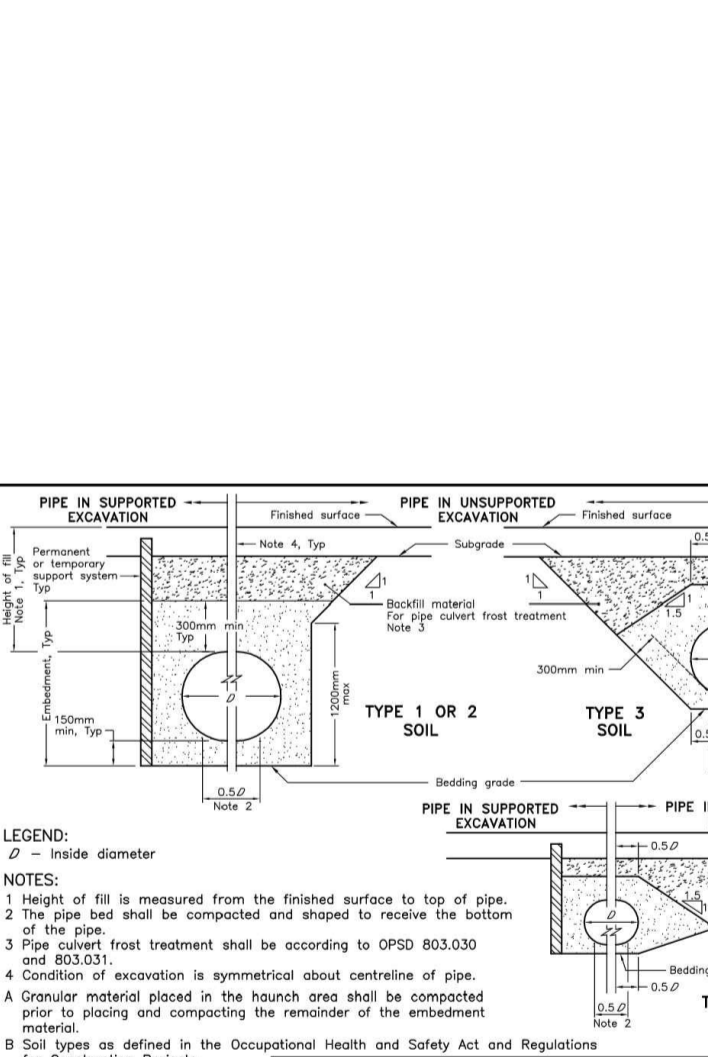 PIPE IN SUPPORTED
EXCAVATION
Finished surface
PIPE IN UNSUPPORTED
EXCAVATION
Finished surface
Height of fill
Note 1, Typ
Permanent
or temporary
support system
Typ
Note 4, Typ
Subgrade
1
1
1
1
Backfill material
For pipe culvert frost treatment
Note 3
1
1.5
Embedment, Typ
300mm min
Typ
300mm min
D
1200mm
max
TYPE 1 OR 2
SOIL
TYPE 3
SOIL
150mm
min, Typ
0.5D
Note 2
Bedding grade
PIPE IN SUPPORTED
EXCAVATION
PIPE
0.5D
1.5
1
D
Bedding
0.5D
0.5D
Note 2
LEGEND:
D – Inside diameter
NOTES:
1 Height of fill is measured from the finished surface to top of pipe.
2 The pipe bed shall be compacted and shaped to receive the bottom
of the pipe.
3 Pipe culvert frost treatment shall be according to OPSD 803.030
and 803.031.
4 Condition of excavation is symmetrical about centreline of pipe.
A Granular material placed in the haunch area shall be compacted
prior to placing and compacting the remainder of the embedment
material.
B Soil types as defined in the Occupational Health and Safety Act and Regulations